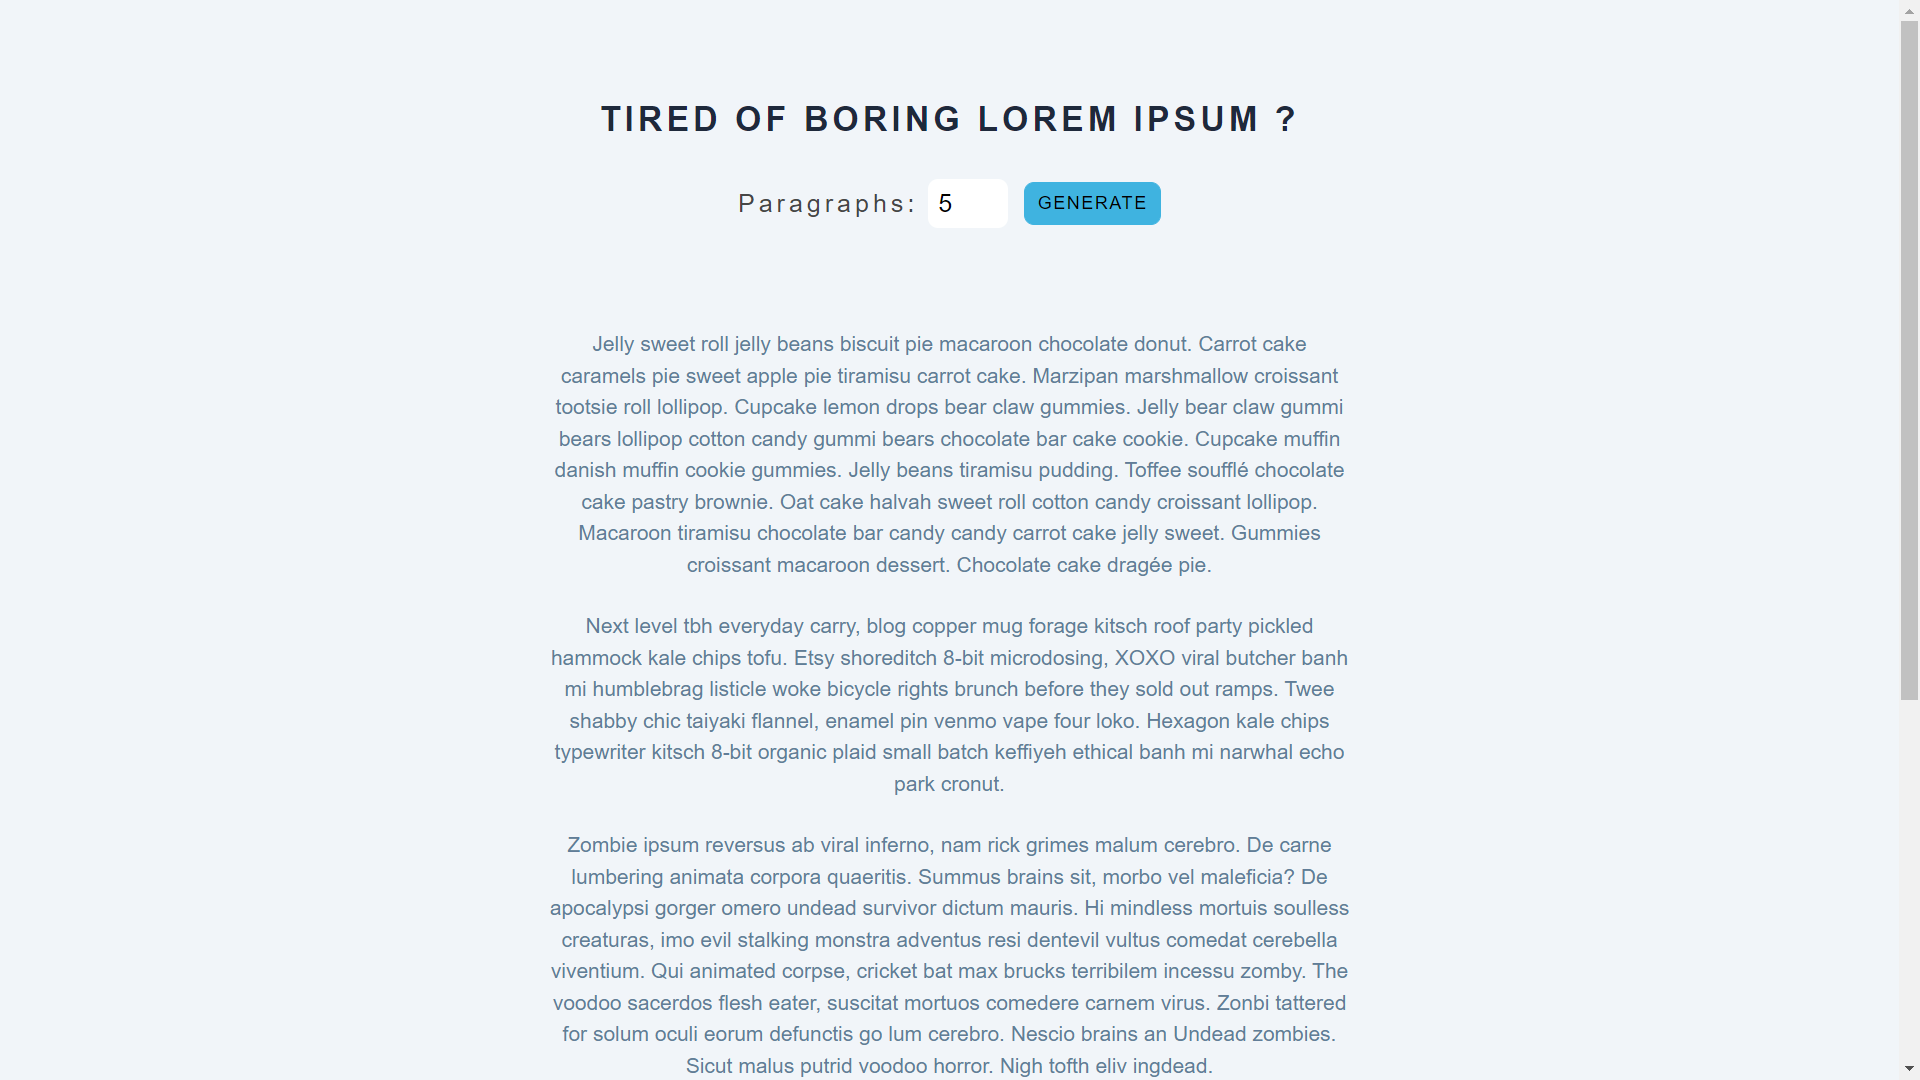 TIRED OF BORING LOREM IPSUM ?
Paragraphs: 5 GENERATE
Jelly sweet roll jelly beans biscuit pie macaroon chocolate donut. Carrot cake
caramels pie sweet apple pie tiramisu carrot cake. Marzipan marshmallow croissant
tootsie roll lollipop. Cupcake lemon drops bear claw gummies. Jelly bear claw gummi
bears lollipop cotton candy gummi bears chocolate bar cake cookie. Cupcake muffin
danish muffin cookie gummies. Jelly beans tiramisu pudding. Toffee soufflé chocolate
cake pastry brownie. Oat cake halvah sweet roll cotton candy croissant lollipop.
Macaroon tiramisu chocolate bar candy candy carrot cake jelly sweet. Gummies
croissant macaroon dessert. Chocolate cake dragée pie.
Next level tbh everyday carry, blog copper mug forage kitsch roof party pickled
hammock kale chips tofu. Etsy shoreditch 8-bit microdosing, XOXO viral butcher banh
mi humblebrag listicle woke bicycle rights brunch before they sold out ramps. Twee
shabby chic taiyaki flannel, enamel pin venmo vape four loko. Hexagon kale chips
typewriter kitsch 8-bit organic plaid small batch keffiyeh ethical banh mi narwhal echo
park cronut.
Zombie ipsum reversus ab viral inferno, nam rick grimes malum cerebro. De carne
lumbering animata corpora quaeritis. Summus brains sit, morbo vel maleficia? De
apocalypsi gorger omero undead survivor dictum mauris. Hi mindless mortuis soulless
creaturas, imo evil stalking monstra adventus resi dentevil vultus comedat cerebella
viventium. Qui animated corpse, cricket bat max brucks terribilem incessu zomby. The
voodoo sacerdos flesh eater, suscitat mortuos comedere carnem virus. Zonbi tattered
for solum oculi eorum defunctis go lum cerebro. Nescio brains an Undead zombies.
Sicut malus putrid voodoo horror. Nigh tofth eliv ingdead.